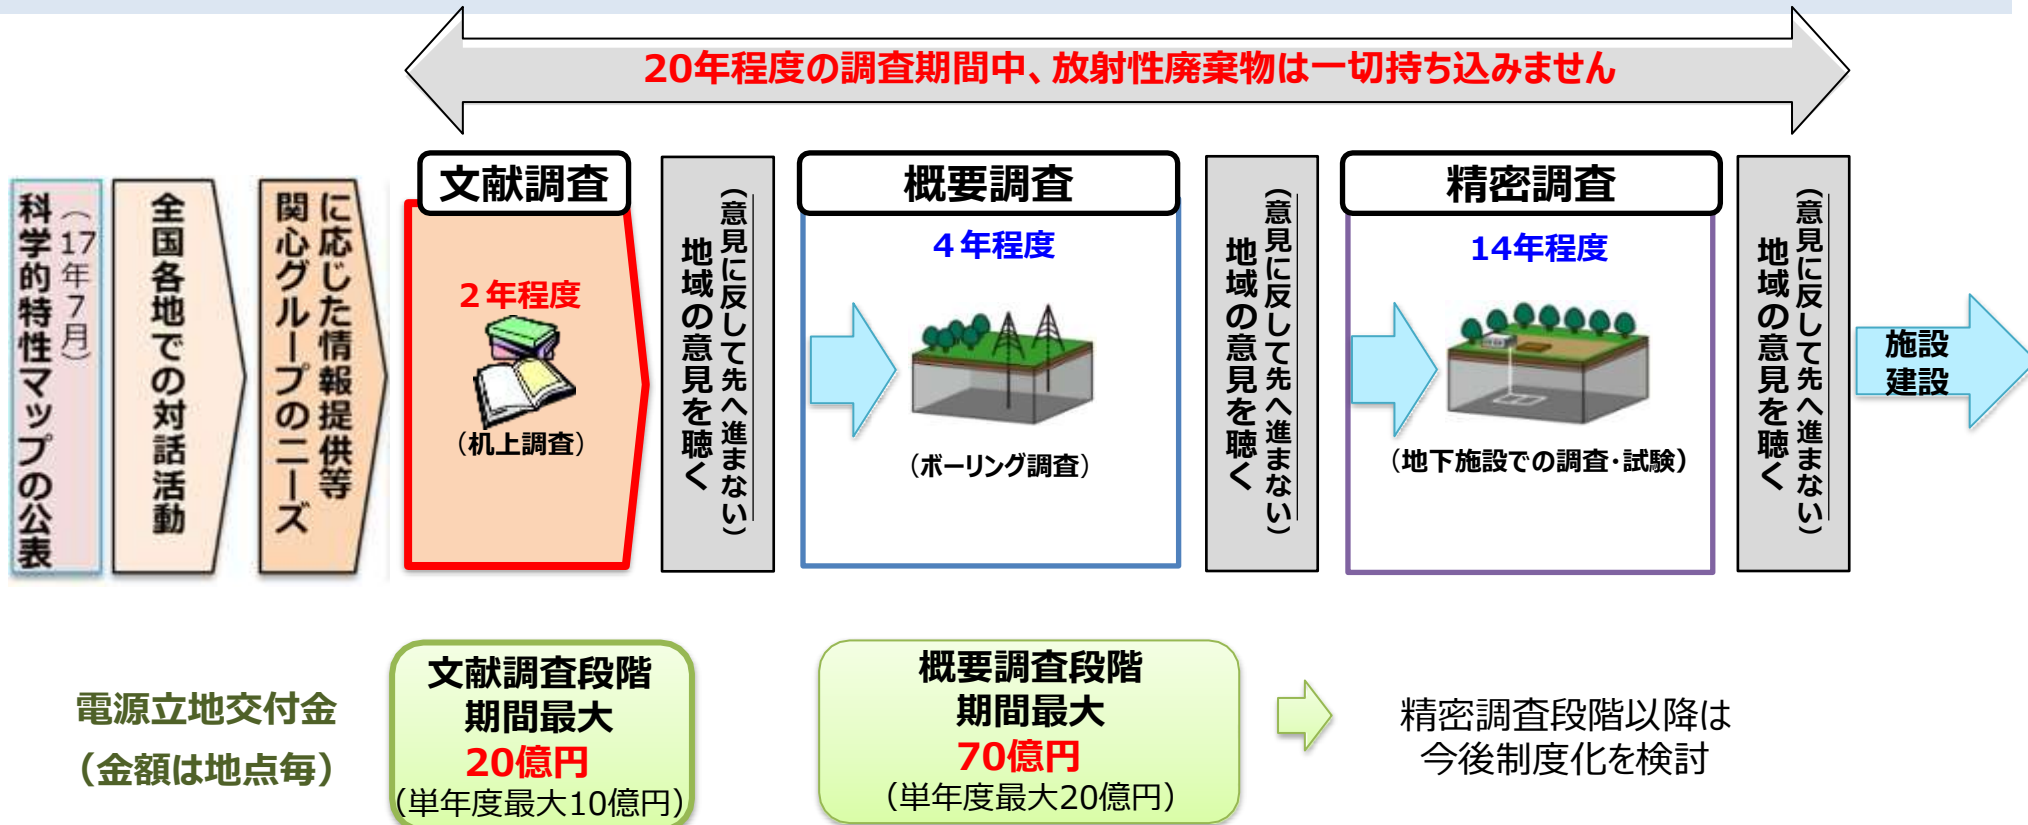 20年程度の調査期間中、放射性廃棄物は一切持ち込みません
科学的特性マップの公表
（17年7月）
全国各地での対話活動
関心グループのニーズ
に応じた情報提供等
文献調査
２年程度
（机上調査）
地域の意見を聴く
（意見に反して先へ進まない）
概要調査
４年程度
（ボーリング調査）
地域の意見を聴く
（意見に反して先へ進まない）
精密調査
14年程度
（地下施設での調査・試験）
地域の意見を聴く
（意見に反して先へ進まない）
施設
建設
電源立地交付金
（金額は地点毎）
文献調査段階
期間最大
20億円
（単年度最大10億円）
概要調査段階
期間最大
70億円
（単年度最大20億円）
精密調査段階以降は
今後制度化を検討